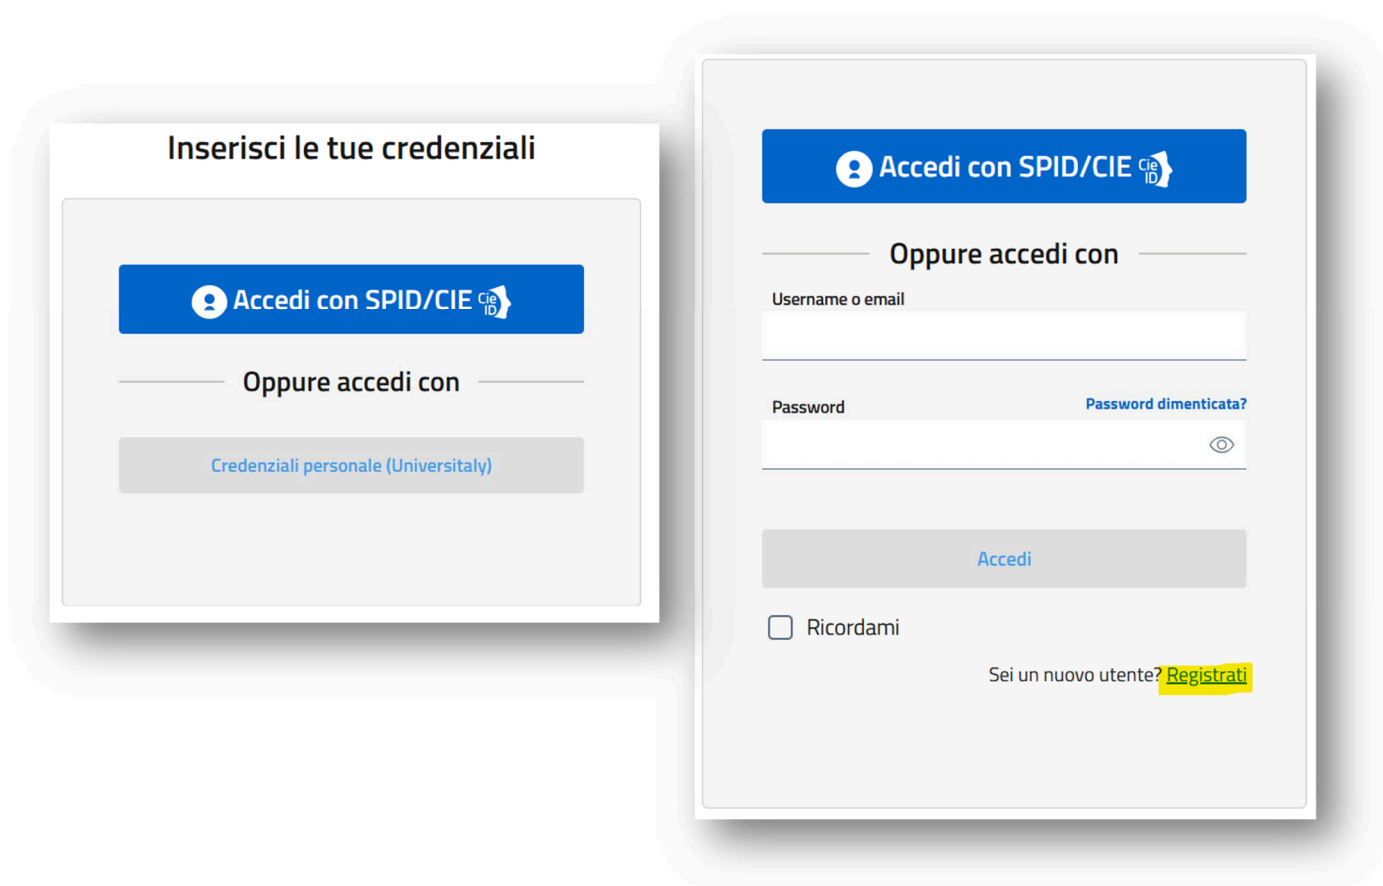 Inserisci le tue credenziali
Accedi con SPID/CIE Cie ID
Oppure accedi con
Credenziali personale (Universitaly)
Accedi con SPID/CIE Cie ID
Oppure accedi con
Username o email
Password
Password dimenticata?
Accedi
Ricordami
Sei un nuovo utente? Registrati